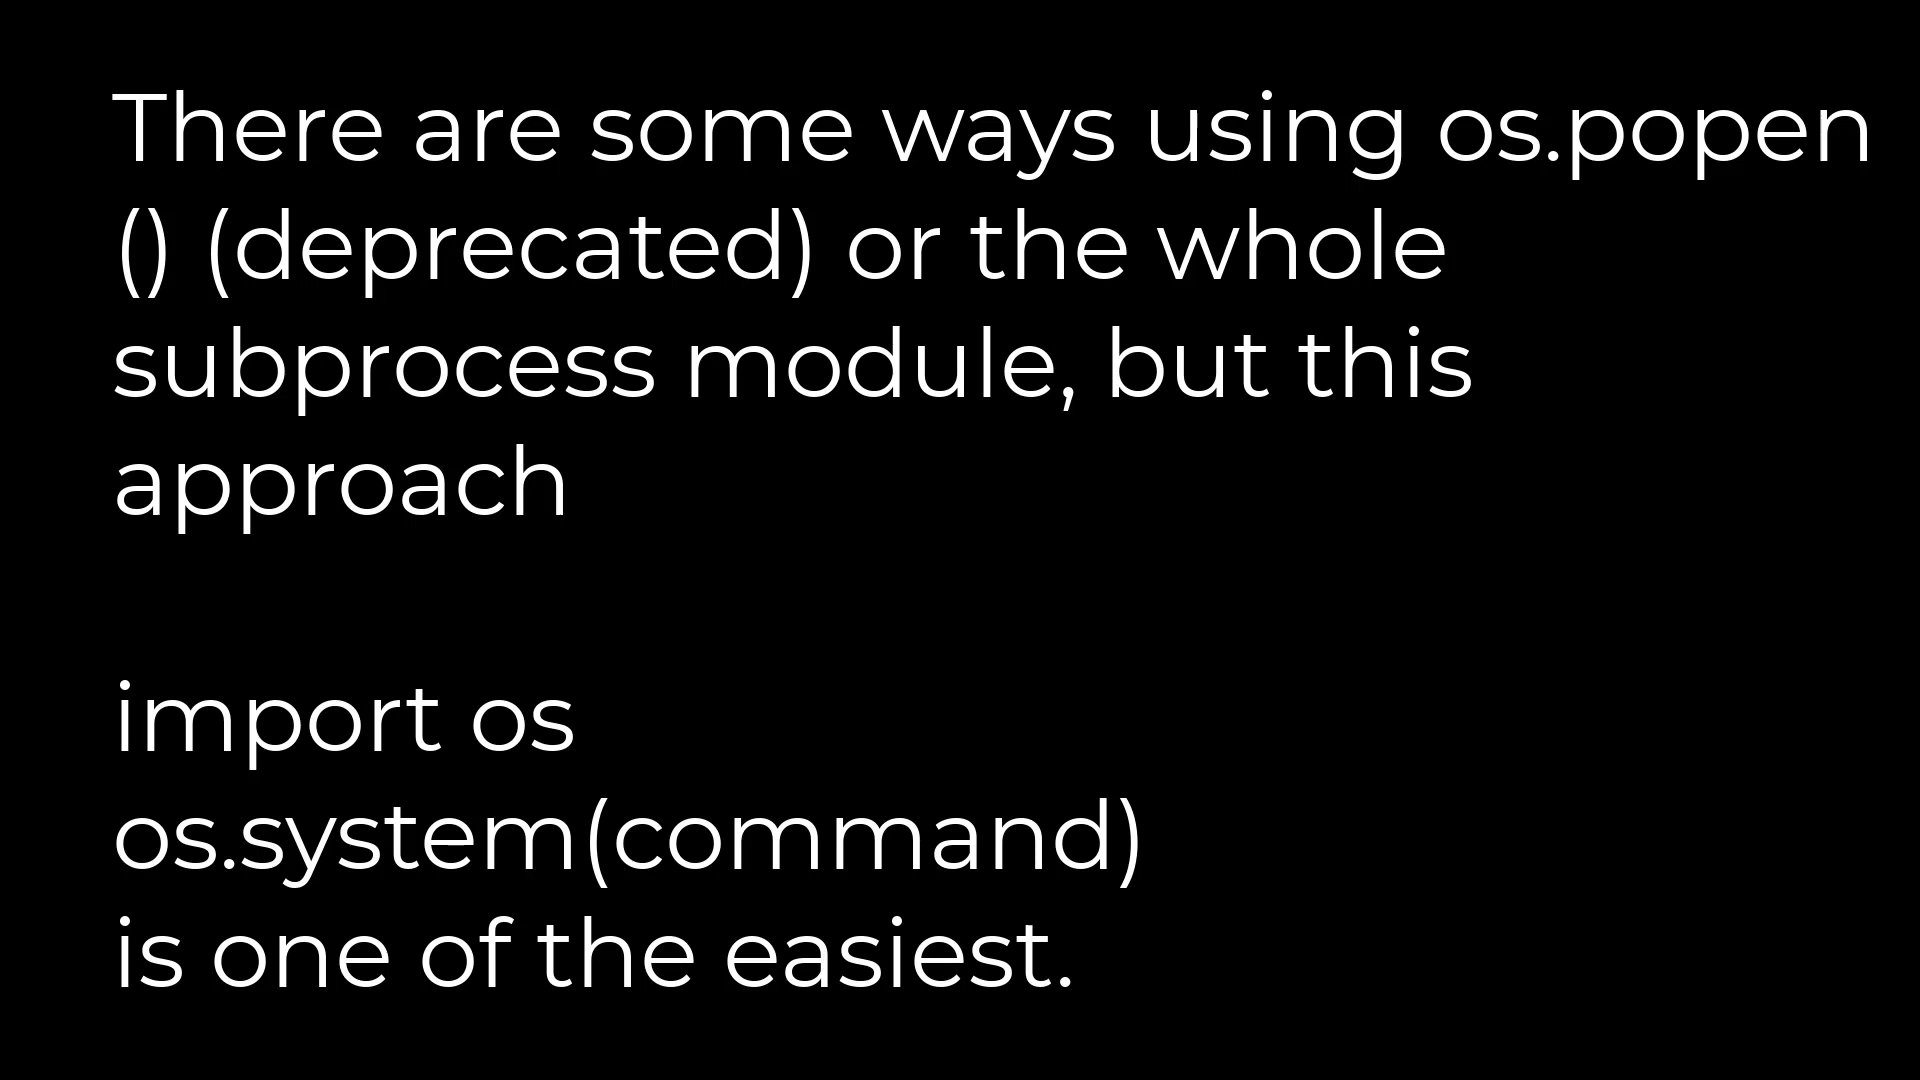 There are some ways using os.popen
() (deprecated) or the whole
subprocess module, but this
approach
import os
os.system(command)
is one of the easiest.